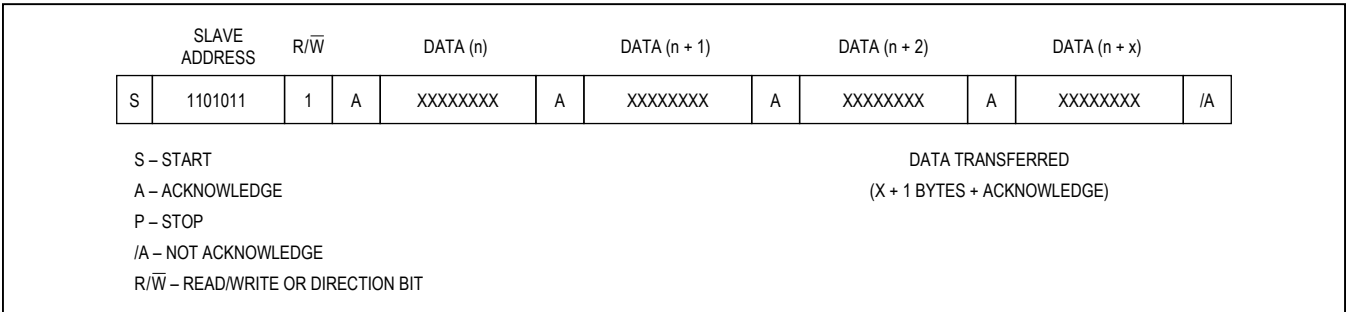 SLAVE
ADDRESS R/W̅ DATA (n) DATA (n + 1) DATA (n + 2) DATA (n + x)
S 1101011 1 A XXXXXXXX A XXXXXXXX A XXXXXXXX A XXXXXXXX /A
S – START
A – ACKNOWLEDGE
P – STOP
/A – NOT ACKNOWLEDGE
R/W̅ – READ/WRITE OR DIRECTION BIT
DATA TRANSFERRED
(X + 1 BYTES + ACKNOWLEDGE)